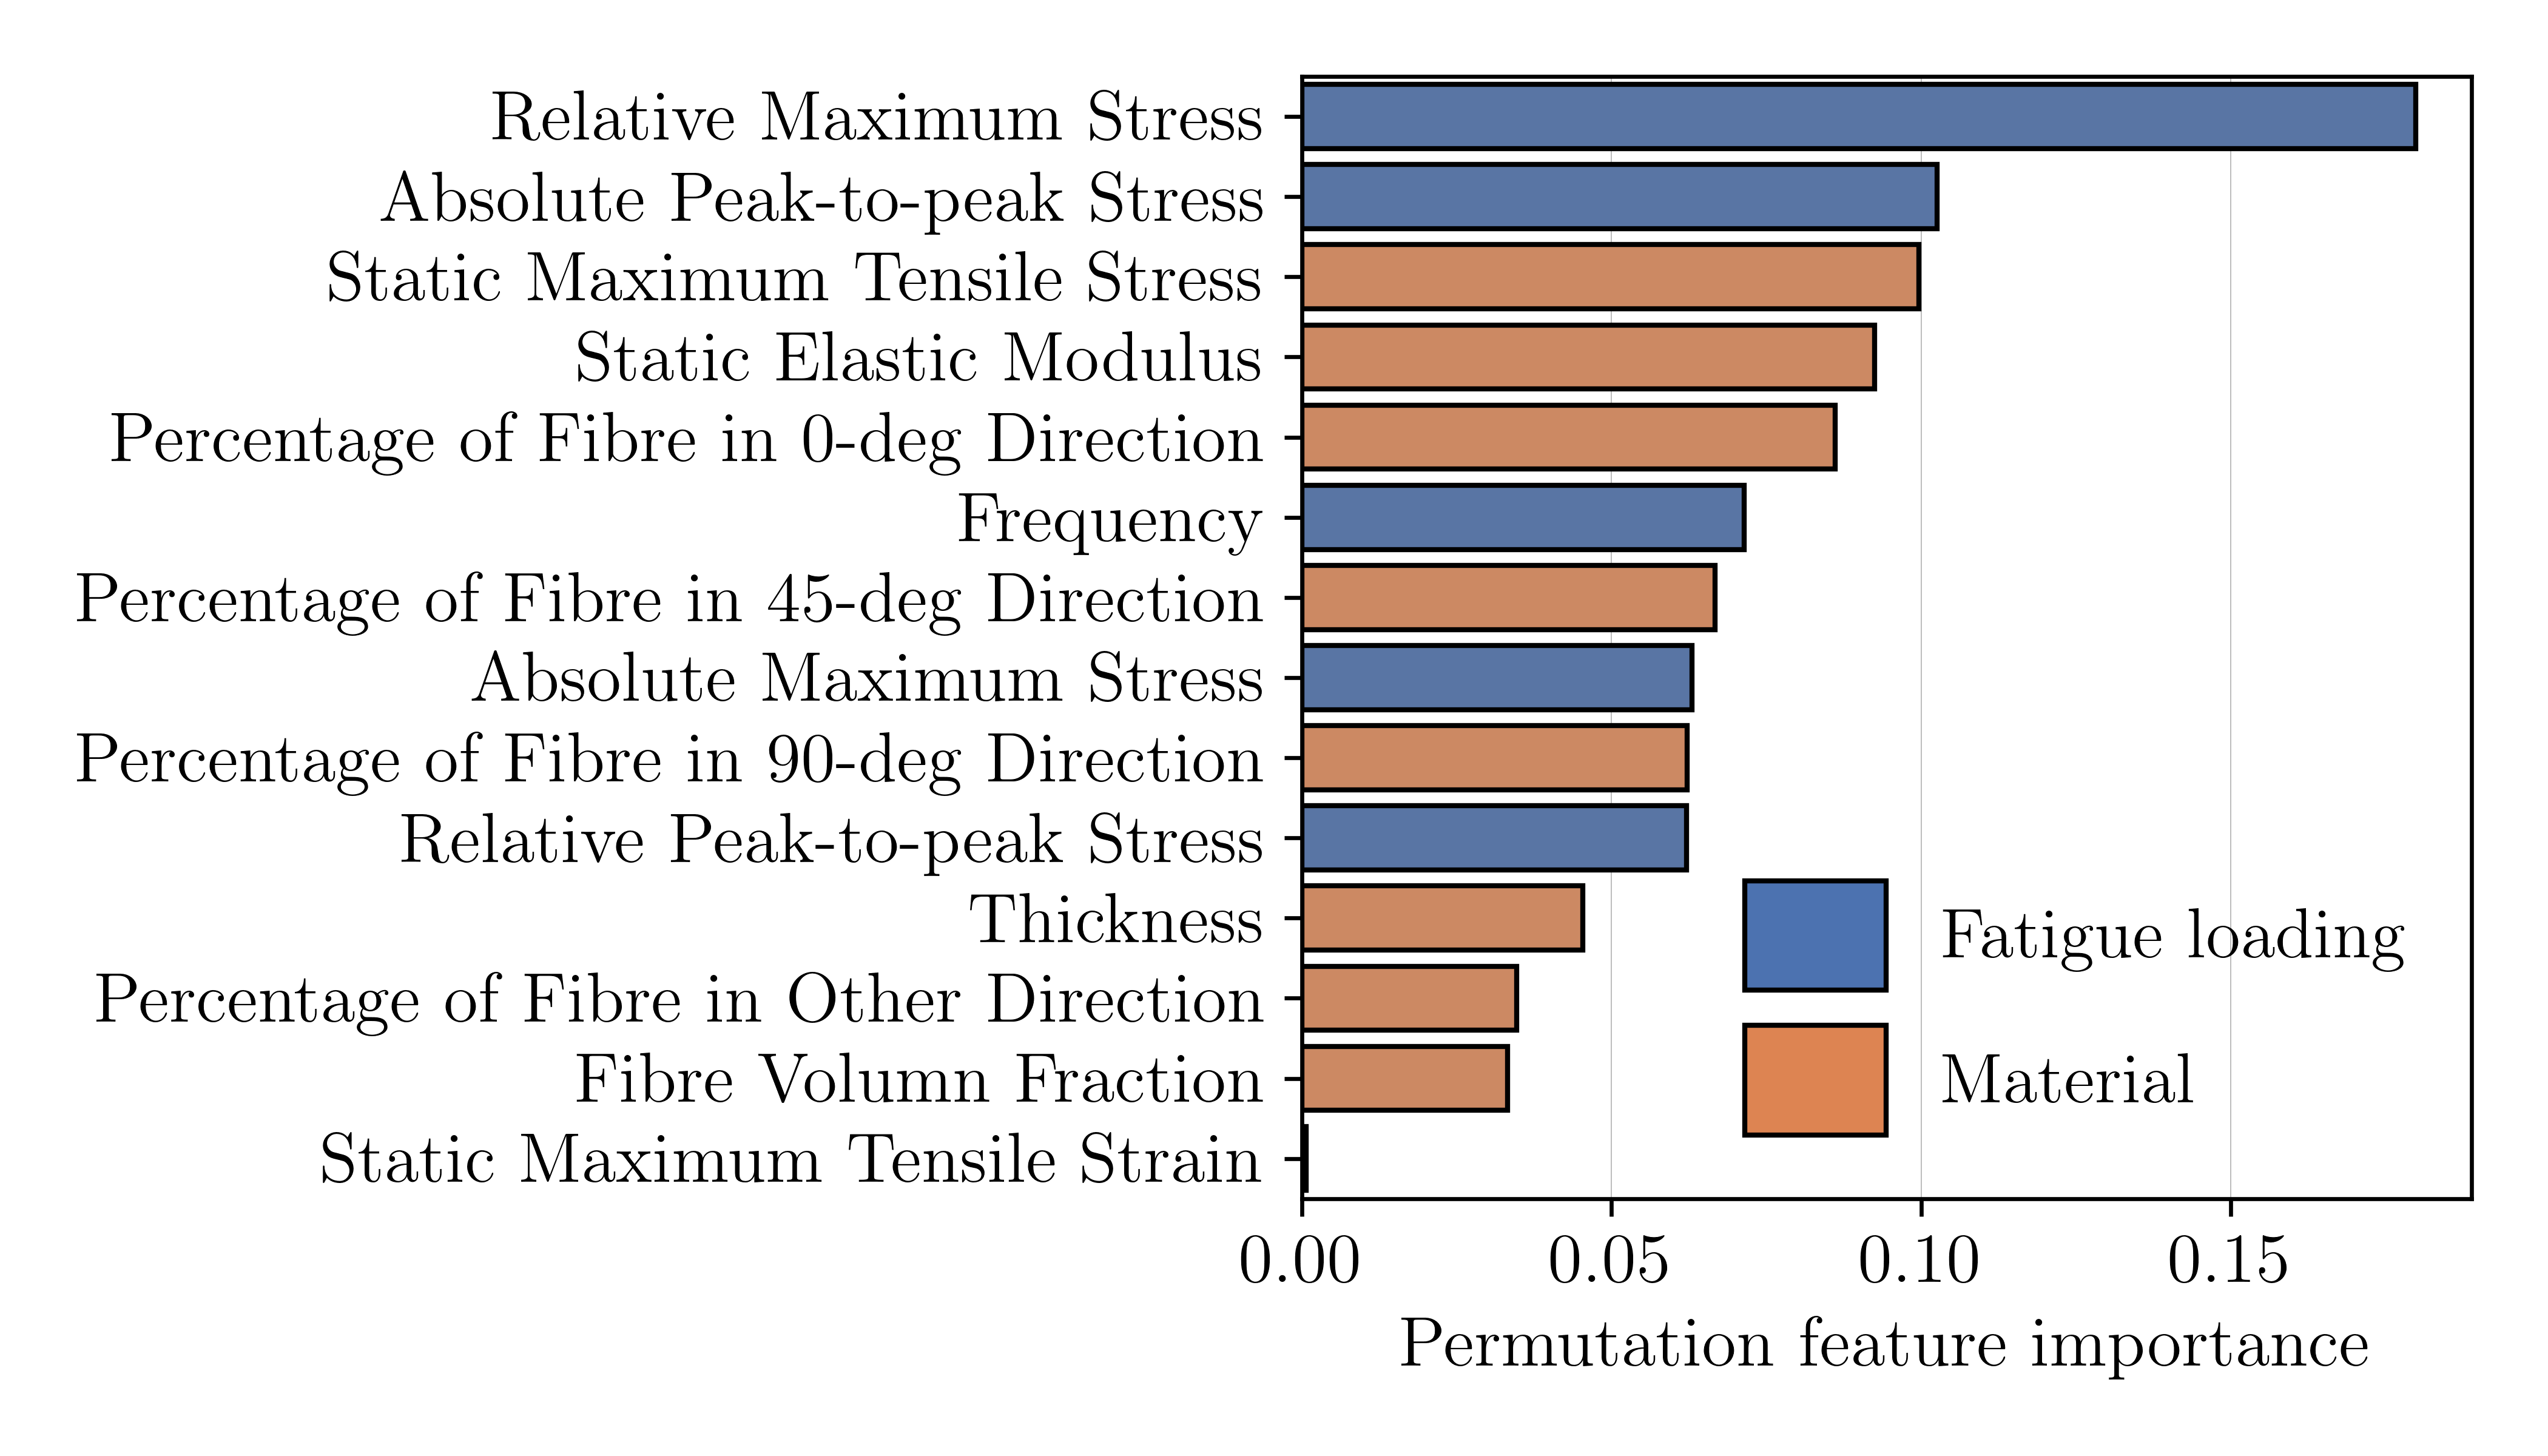 Relative Maximum Stress
Absolute Peak-to-peak Stress
Static Maximum Tensile Stress
Static Elastic Modulus
Percentage of Fibre in 0-deg Direction
Frequency
Percentage of Fibre in 45-deg Direction
Absolute Maximum Stress
Percentage of Fibre in 90-deg Direction
Relative Peak-to-peak Stress
Thickness
Percentage of Fibre in Other Direction
Fibre Volumn Fraction
Static Maximum Tensile Strain
Fatigue loading
Material
0.00 0.05 0.10 0.15
Permutation feature importance